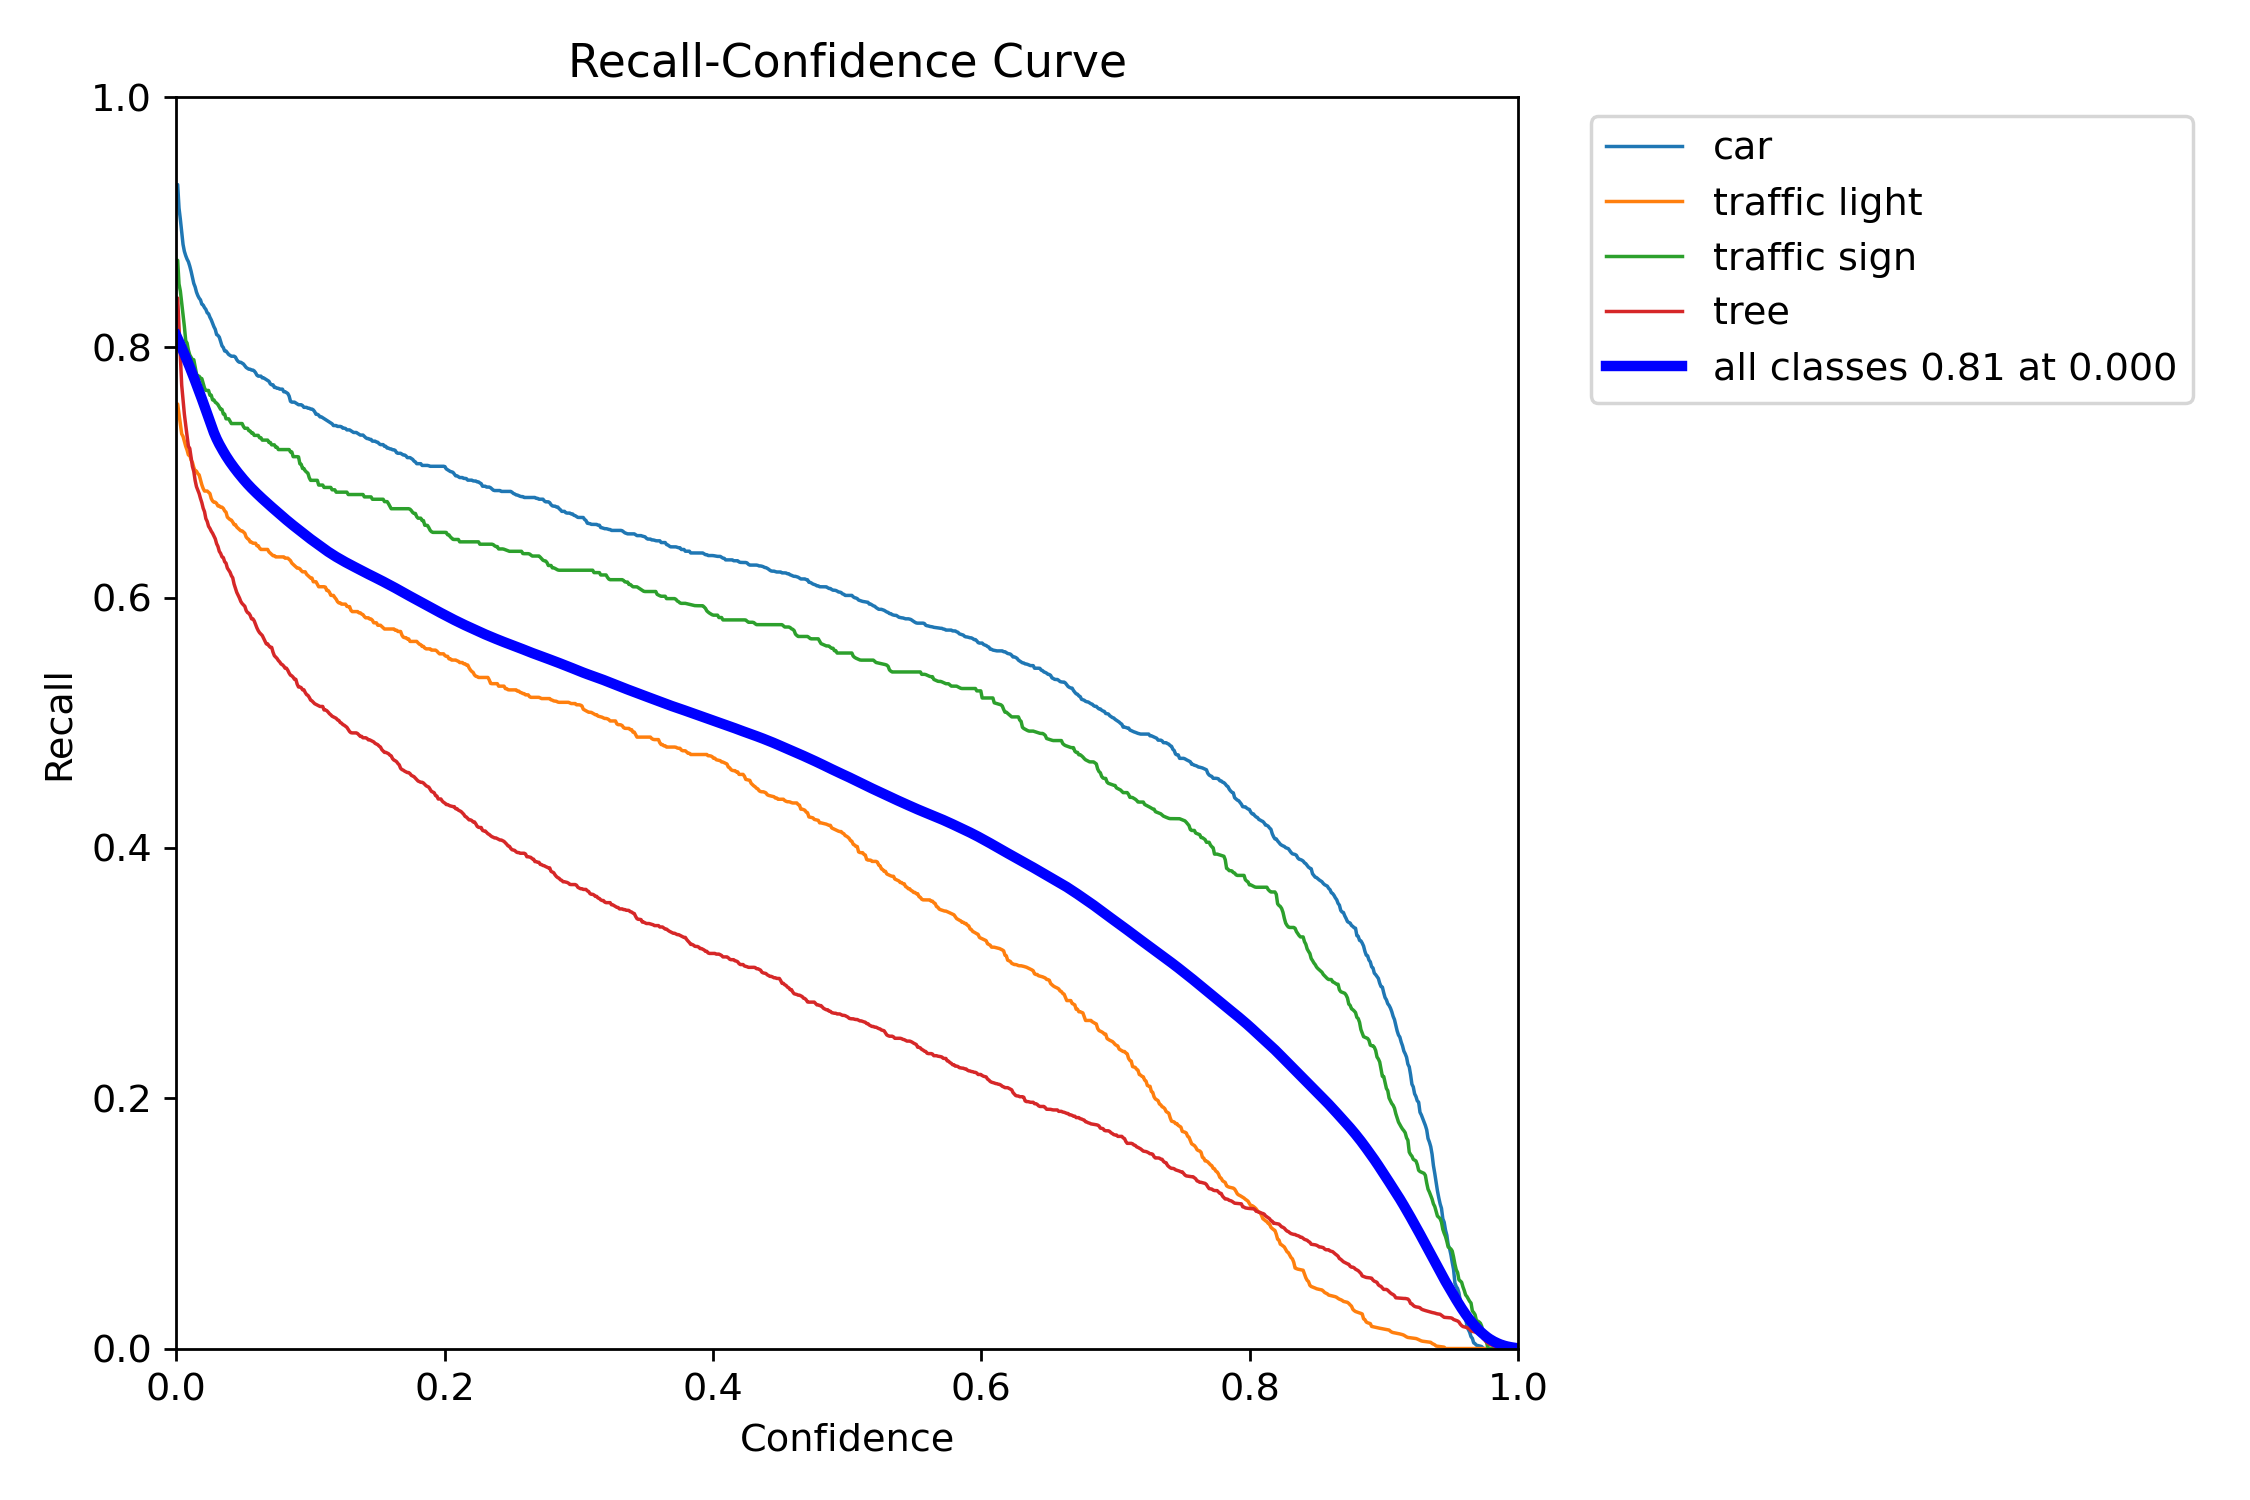 Recall-Confidence Curve
1.0
0.8
0.6
0.4
0.2
0.0
Recall
0.0 0.2 0.4 0.6 0.8 1.0
Confidence
car
traffic light
traffic sign
tree
all classes 0.81 at 0.000